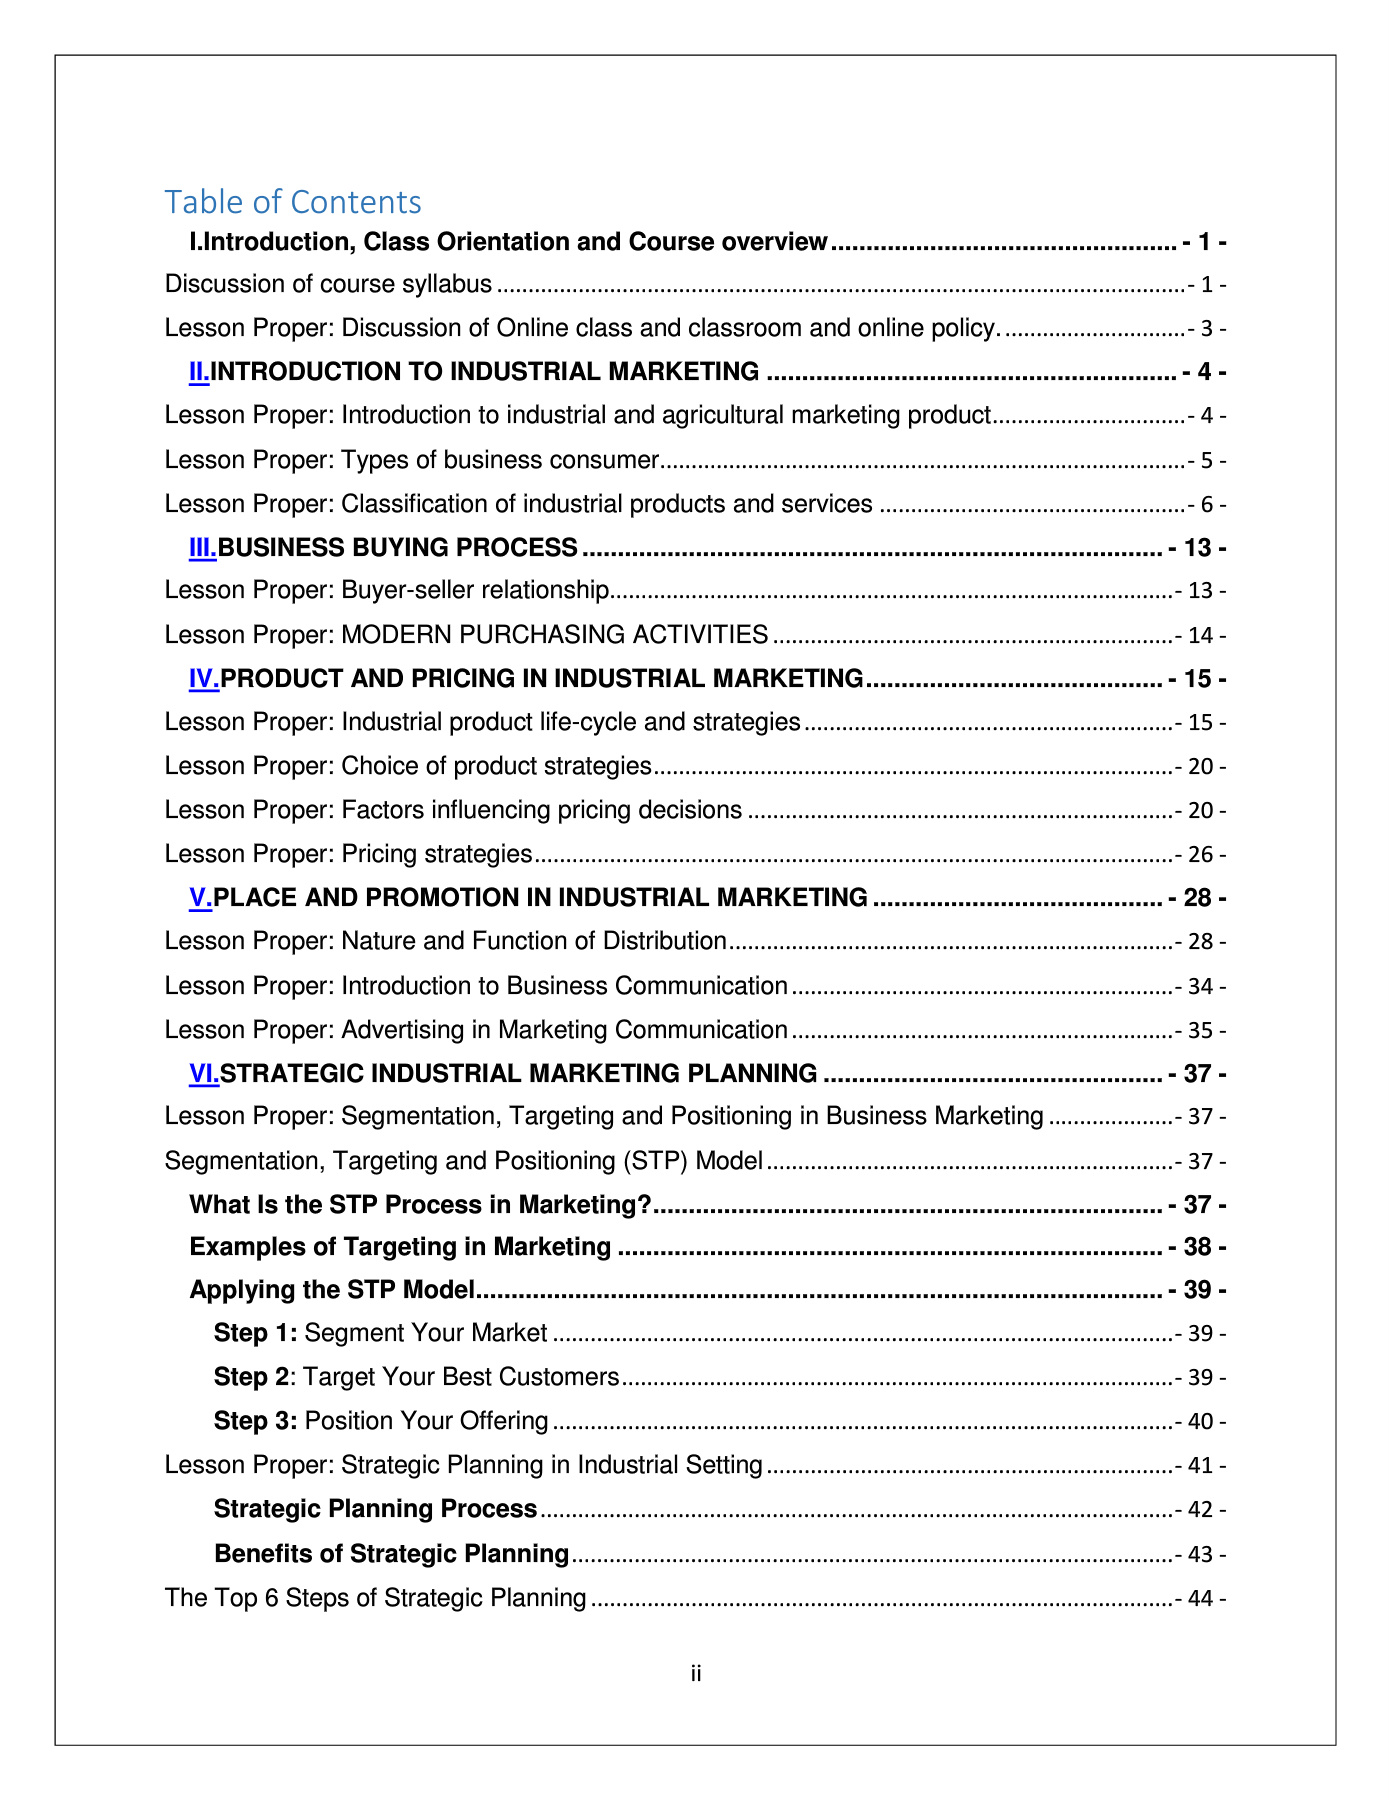 Table of Contents
I.Introduction, Class Orientation and Course overview ................................................ - 1 -
Discussion of course syllabus ................................................................................................................ - 1 -
Lesson Proper: Discussion of Online class and classroom and online policy. ............................. - 3 -
II.INTRODUCTION TO INDUSTRIAL MARKETING .......................................................... - 4 -
Lesson Proper: Introduction to industrial and agricultural marketing product............................... - 4 -
Lesson Proper: Types of business consumer..................................................................................... - 5 -
Lesson Proper: Classification of industrial products and services ................................................. - 6 -
III.BUSINESS BUYING PROCESS .................................................................................. - 13 -
Lesson Proper: Buyer-seller relationship........................................................................................... - 13 -
Lesson Proper: MODERN PURCHASING ACTIVITIES ................................................................ - 14 -
IV.PRODUCT AND PRICING IN INDUSTRIAL MARKETING.......................................... - 15 -
Lesson Proper: Industrial product life-cycle and strategies ........................................................... - 15 -
Lesson Proper: Choice of product strategies.................................................................................... - 20 -
Lesson Proper: Factors influencing pricing decisions .................................................................... - 20 -
Lesson Proper: Pricing strategies....................................................................................................... - 26 -
V.PLACE AND PROMOTION IN INDUSTRIAL MARKETING ......................................... - 28 -
Lesson Proper: Nature and Function of Distribution....................................................................... - 28 -
Lesson Proper: Introduction to Business Communication ............................................................. - 34 -
Lesson Proper: Advertising in Marketing Communication ............................................................. - 35 -
VI.STRATEGIC INDUSTRIAL MARKETING PLANNING ................................................ - 37 -
Lesson Proper: Segmentation, Targeting and Positioning in Business Marketing .................... - 37 -
Segmentation, Targeting and Positioning (STP) Model ................................................................. - 37 -
What Is the STP Process in Marketing?........................................................................ - 37 -
Examples of Targeting in Marketing ............................................................................. - 38 -
Applying the STP Model................................................................................................. - 39 -
Step 1: Segment Your Market .................................................................................................... - 39 -
Step 2: Target Your Best Customers......................................................................................... - 39 -
Step 3: Position Your Offering .................................................................................................... - 40 -
Lesson Proper: Strategic Planning in Industrial Setting ................................................................. - 41 -
Strategic Planning Process...................................................................................................... - 42 -
Benefits of Strategic Planning................................................................................................. - 43 -
The Top 6 Steps of Strategic Planning .............................................................................................. - 44 -
ii